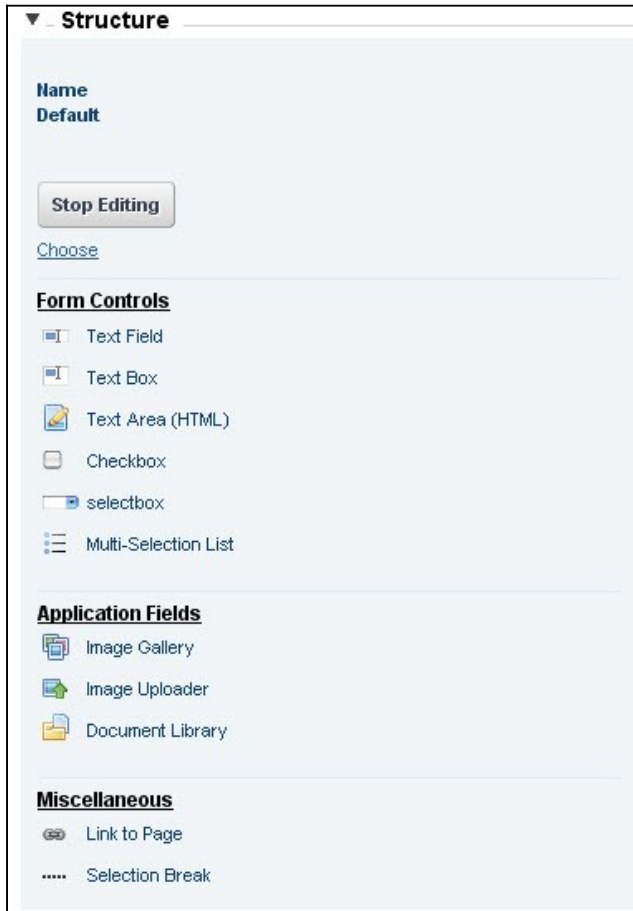 Structure
Name
Default
Stop Editing
Choose
Form Controls
Text Field
Text Box
Text Area (HTML)
Checkbox
selectbox
Multi-Selection List
Application Fields
Image Gallery
Image Uploader
Document Library
Miscellaneous
Link to Page
Selection Break